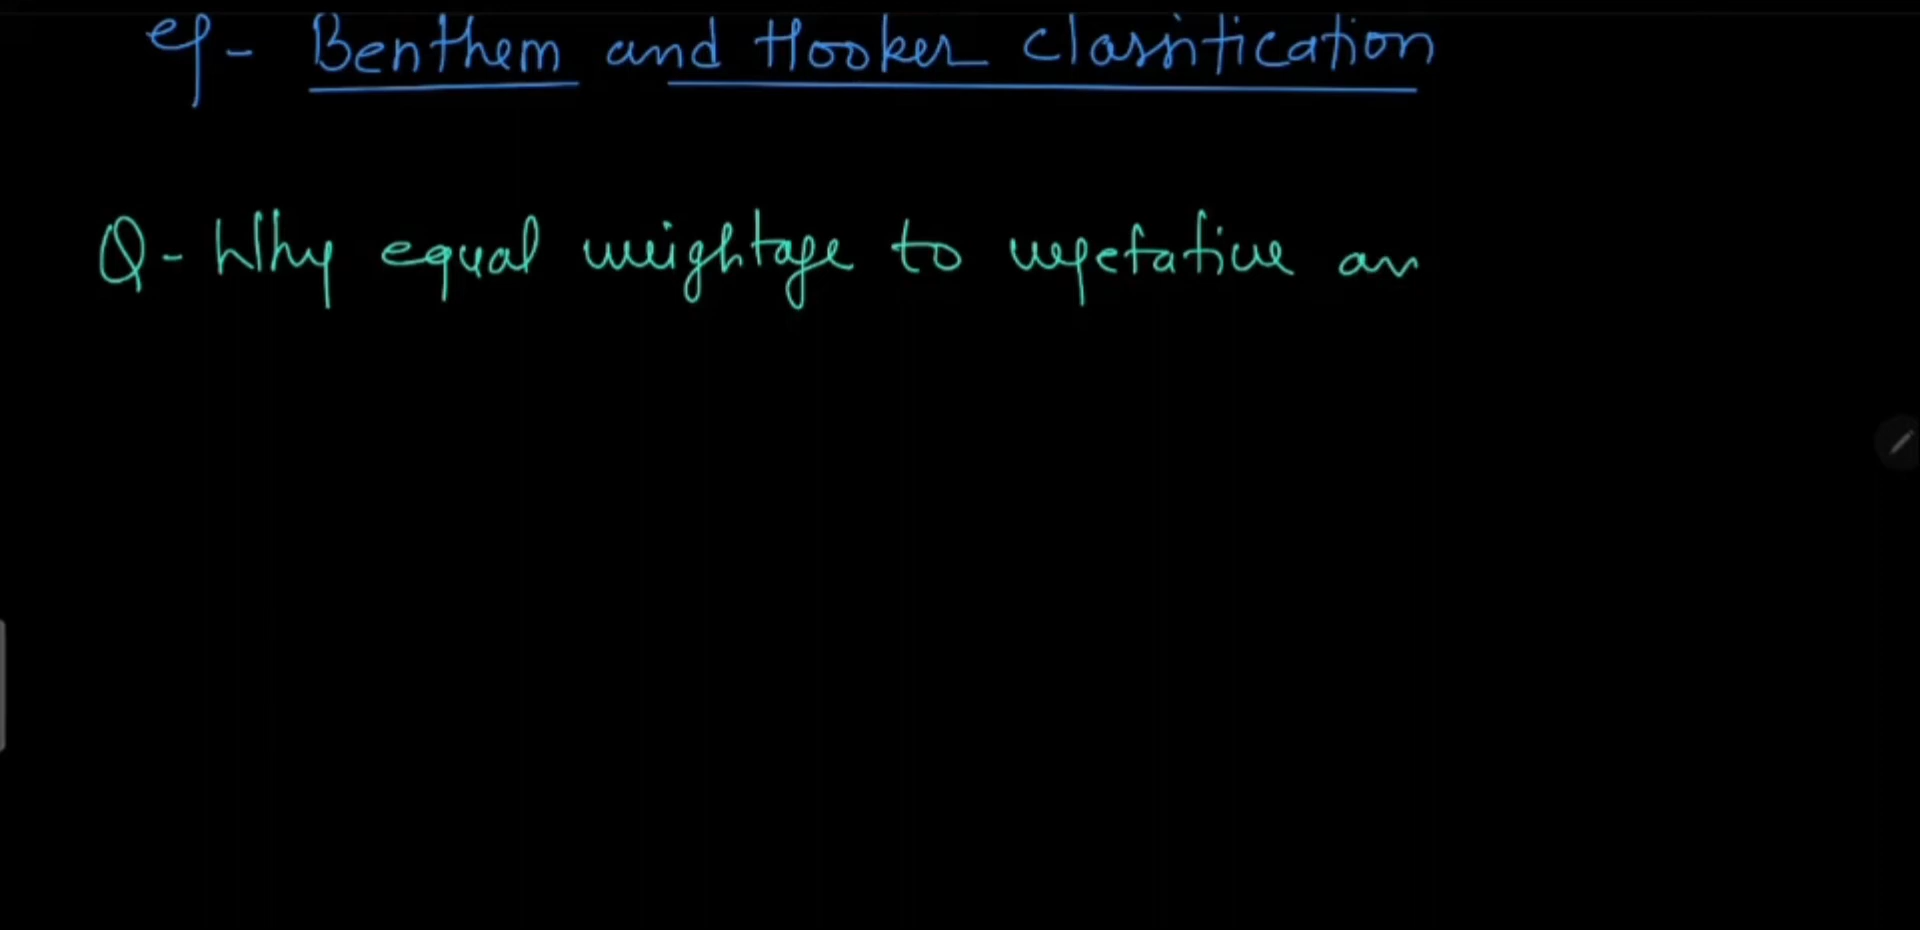 eg- Benthem and Hooker classification
Q- Why equal weightage to vegetative an